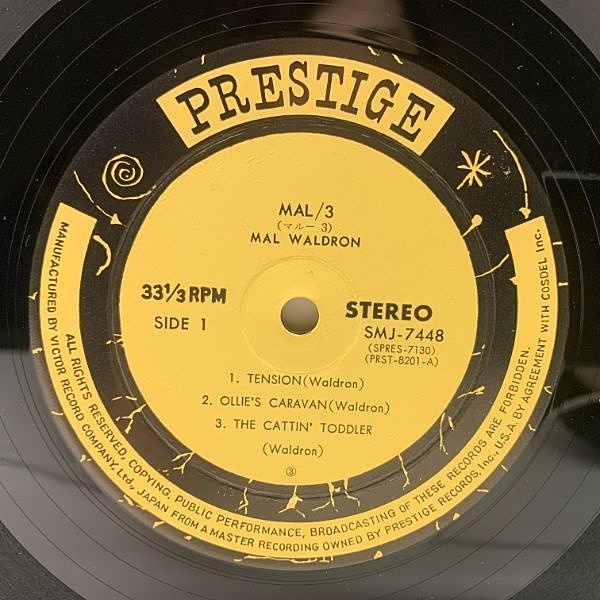 PRESTIGE
MAL/3
(マルー 3)
MAL WALDRON
33⅓ RPM
SIDE 1
STEREO
SMJ-7448
(SPRES-7130)
(PRST-8201-A)
1. TENSION (Waldron)
2. OLLIE'S CARAVAN (Waldron)
3. THE CATTIN' TODDLER
(Waldron)
③
ALL RIGHTS RESERVED, COPYING, PUBLIC PERFORMANCE, BROADCASTING OF THESE RECORDS ARE FORBIDDEN.
MANUFACTURED BY VICTOR RECORD COMPANY, Ltd., JAPAN FROM A MASTER RECORDING OWNED BY PRESTIGE RECORDS, Inc., U.S.A. BY AGREEMENT WITH COSDEL Inc.